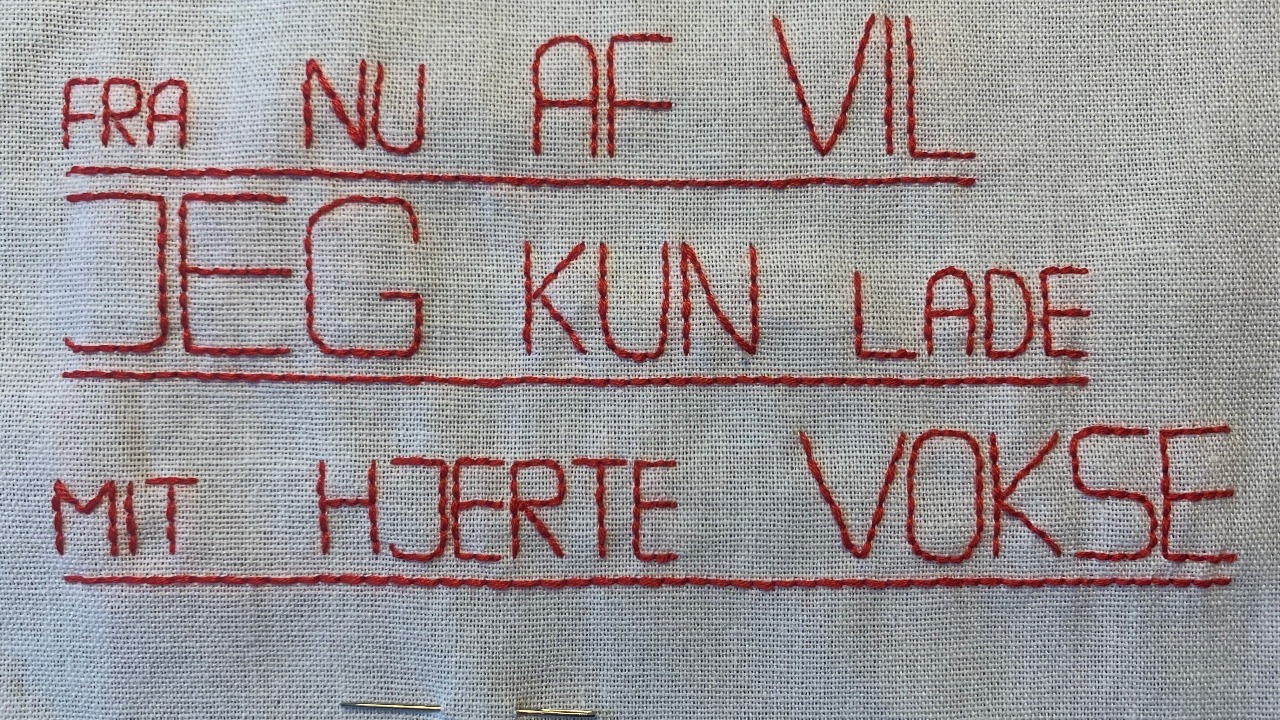 FRA NU AF VIL
JEG KUN LADE
MIT HJERTE VOKSE